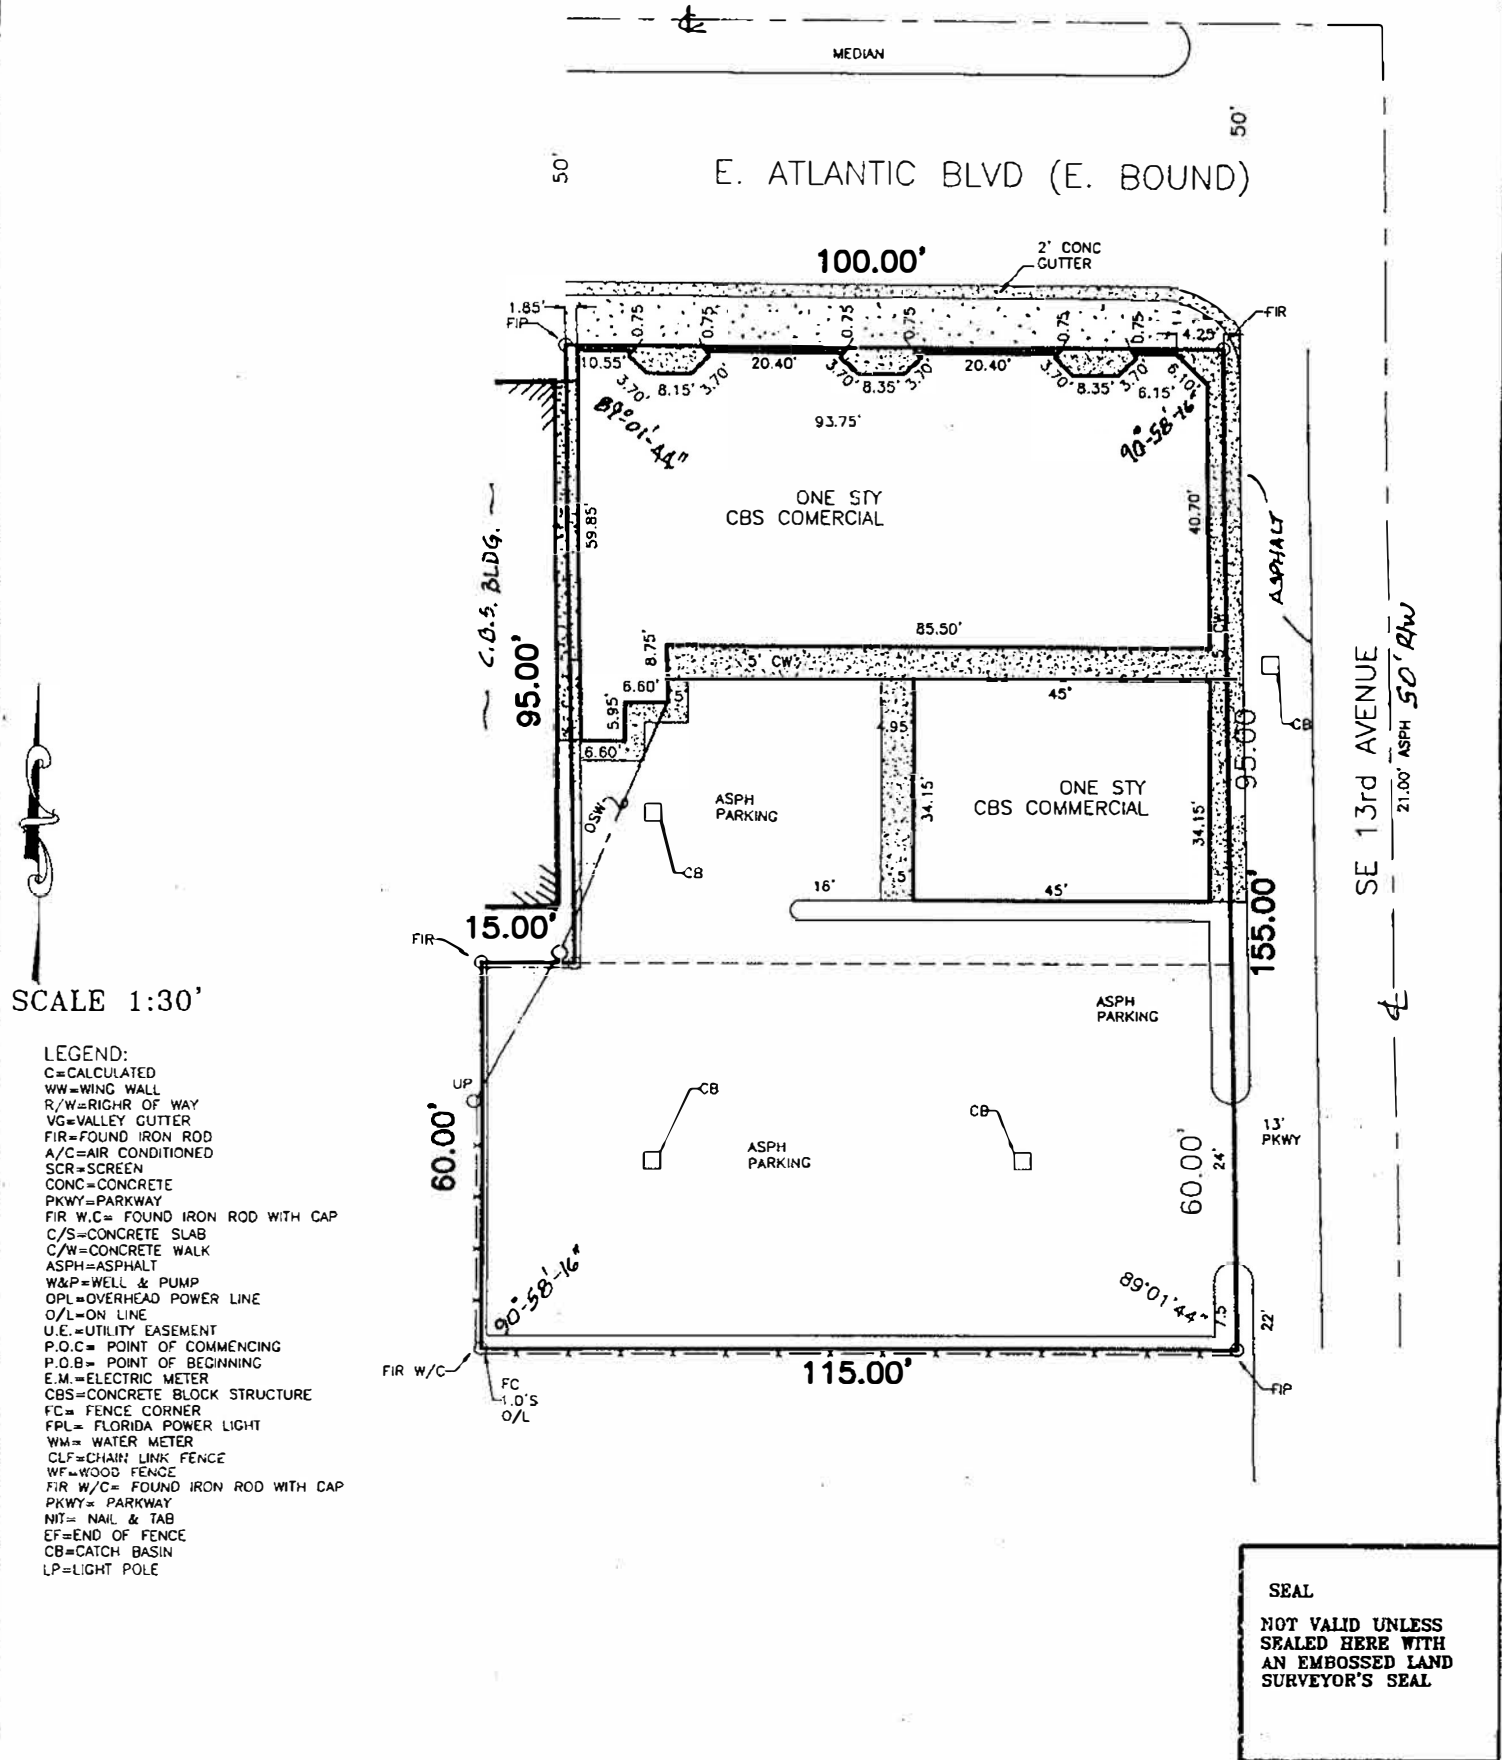 ℄
MEDIAN
50'
50'
E. ATLANTIC BLVD (E. BOUND)
100.00'
2' CONC
GUTTER
1.85'
FIP
FIR
0.75
0.75
0.75
0.75
0.75
0.75
4.25'
10.55'
3.70'
8.15'
3.70'
20.40'
3.70'
8.35'
3.70'
20.40'
3.70'
8.35'
3.70'
6.15'
6.10'
89°-01'-44"
93.75'
90°-58'-16"
ONE STY
CBS COMERCIAL
59.85'
40.70'
C.B.S. BLDG.
ASPHALT
95.00'
85.50'
8.75'
5' CW
5' CW
6.60'
5'
5.95'
6.60'
45'
4.95'
95.00
CB
SE 13rd AVENUE
21.00' ASPH 50' R/W
ASPH
PARKING
OSW
CB
34.15'
ONE STY
CBS COMMERCIAL
34.15'
16'
5'
45'
15.00'
155.00'
FIR
SCALE 1:30'
ASPH
PARKING
℄
LEGEND:
C=CALCULATED
WW=WING WALL
R/W=RIGHR OF WAY
VG=VALLEY GUTTER
FIR=FOUND IRON ROD
A/C=AIR CONDITIONED
SCR=SCREEN
CONC=CONCRETE
PKWY=PARKWAY
FIR W.C= FOUND IRON ROD WITH CAP
C/S=CONCRETE SLAB
C/W=CONCRETE WALK
ASPH=ASPHALT
W&P=WELL & PUMP
OPL=OVERHEAD POWER LINE
O/L=ON LINE
U.E.=UTILITY EASEMENT
P.O.C= POINT OF COMMENCING
P.O.B= POINT OF BEGINNING
E.M.=ELECTRIC METER
CBS=CONCRETE BLOCK STRUCTURE
FC= FENCE CORNER
FPL= FLORIDA POWER LIGHT
WM= WATER METER
CLF=CHAIN LINK FENCE
WF=WOOD FENCE
FIR W/C= FOUND IRON ROD WITH CAP
PKWY= PARKWAY
NIT= NAIL & TAB
EF=END OF FENCE
CB=CATCH BASIN
LP=LIGHT POLE
UP
CB
CB
60.00'
ASPH
PARKING
60.00'
24'
13'
PKWY
90°-58'-16"
89°01'44"
7.5
22'
FIR W/C
FC
1.0'S
O/L
115.00'
FIP
SEAL
NOT VALID UNLESS
SEALED HERE WITH
AN EMBOSSED LAND
SURVEYOR'S SEAL